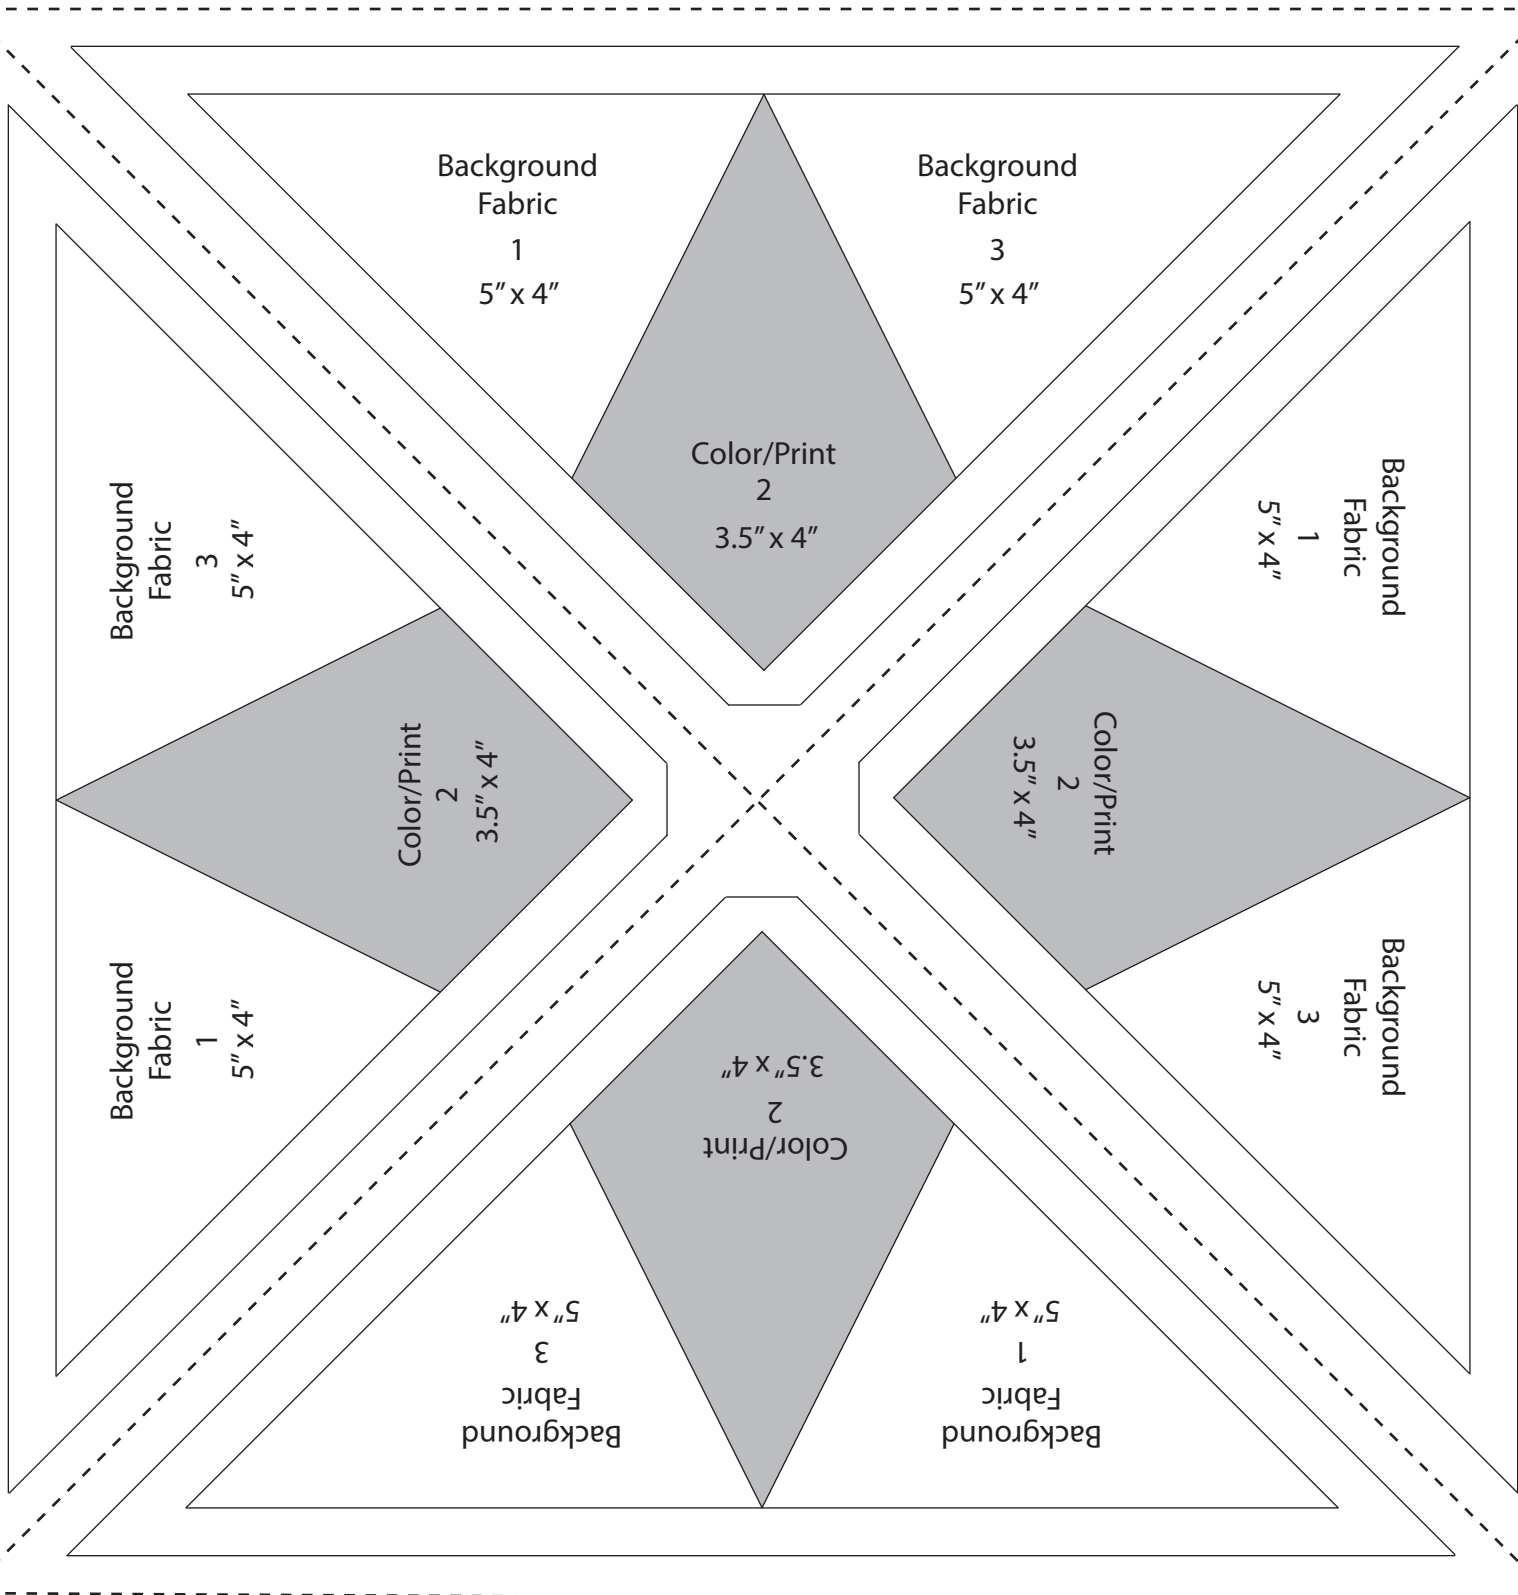 Background
Fabric
1
5” x 4”
Background
Fabric
3
5” x 4”
Color/Print
2
3.5” x 4”
Background
Fabric
3
5” x 4”
Color/Print
2
3.5” x 4”
Background
Fabric
1
5” x 4”
Background
Fabric
1
5” x 4”
Color/Print
2
3.5” x 4”
Background
Fabric
3
5” x 4”
Background
Fabric
1
5” x 4”
Color/Print
2
3.5” x 4”
Background
Fabric
3
5” x 4”